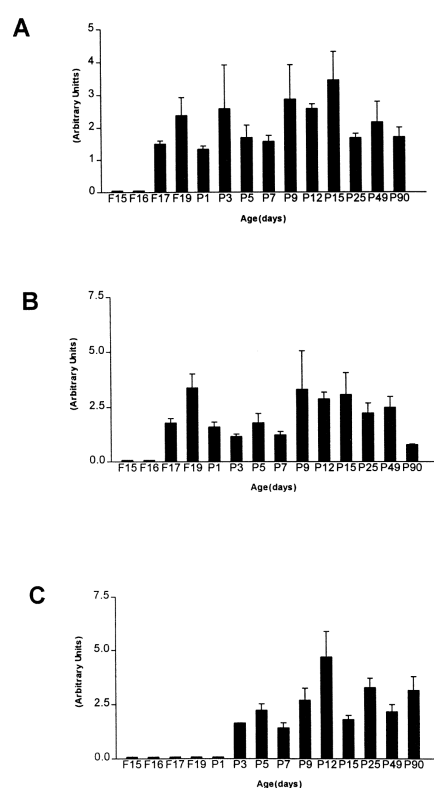 A
(Arbitrary Unitts)
5
4
3
2
1
0
F15 F16 F17 F19 P1 P3 P5 P7 P9 P12 P15 P25 P49 P90
Age(days)
B
(Arbitrary Units)
7.5
5.0
2.5
0.0
F15 F16 F17 F19 P1 P3 P5 P7 P9 P12 P15 P25 P49 P90
Age(days)
C
(Arbitrary Units)
7.5
5.0
2.5
0.0
F15 F16 F17 F19 P1 P3 P5 P7 P9 P12 P15 P25 P49 P90
Age(days)